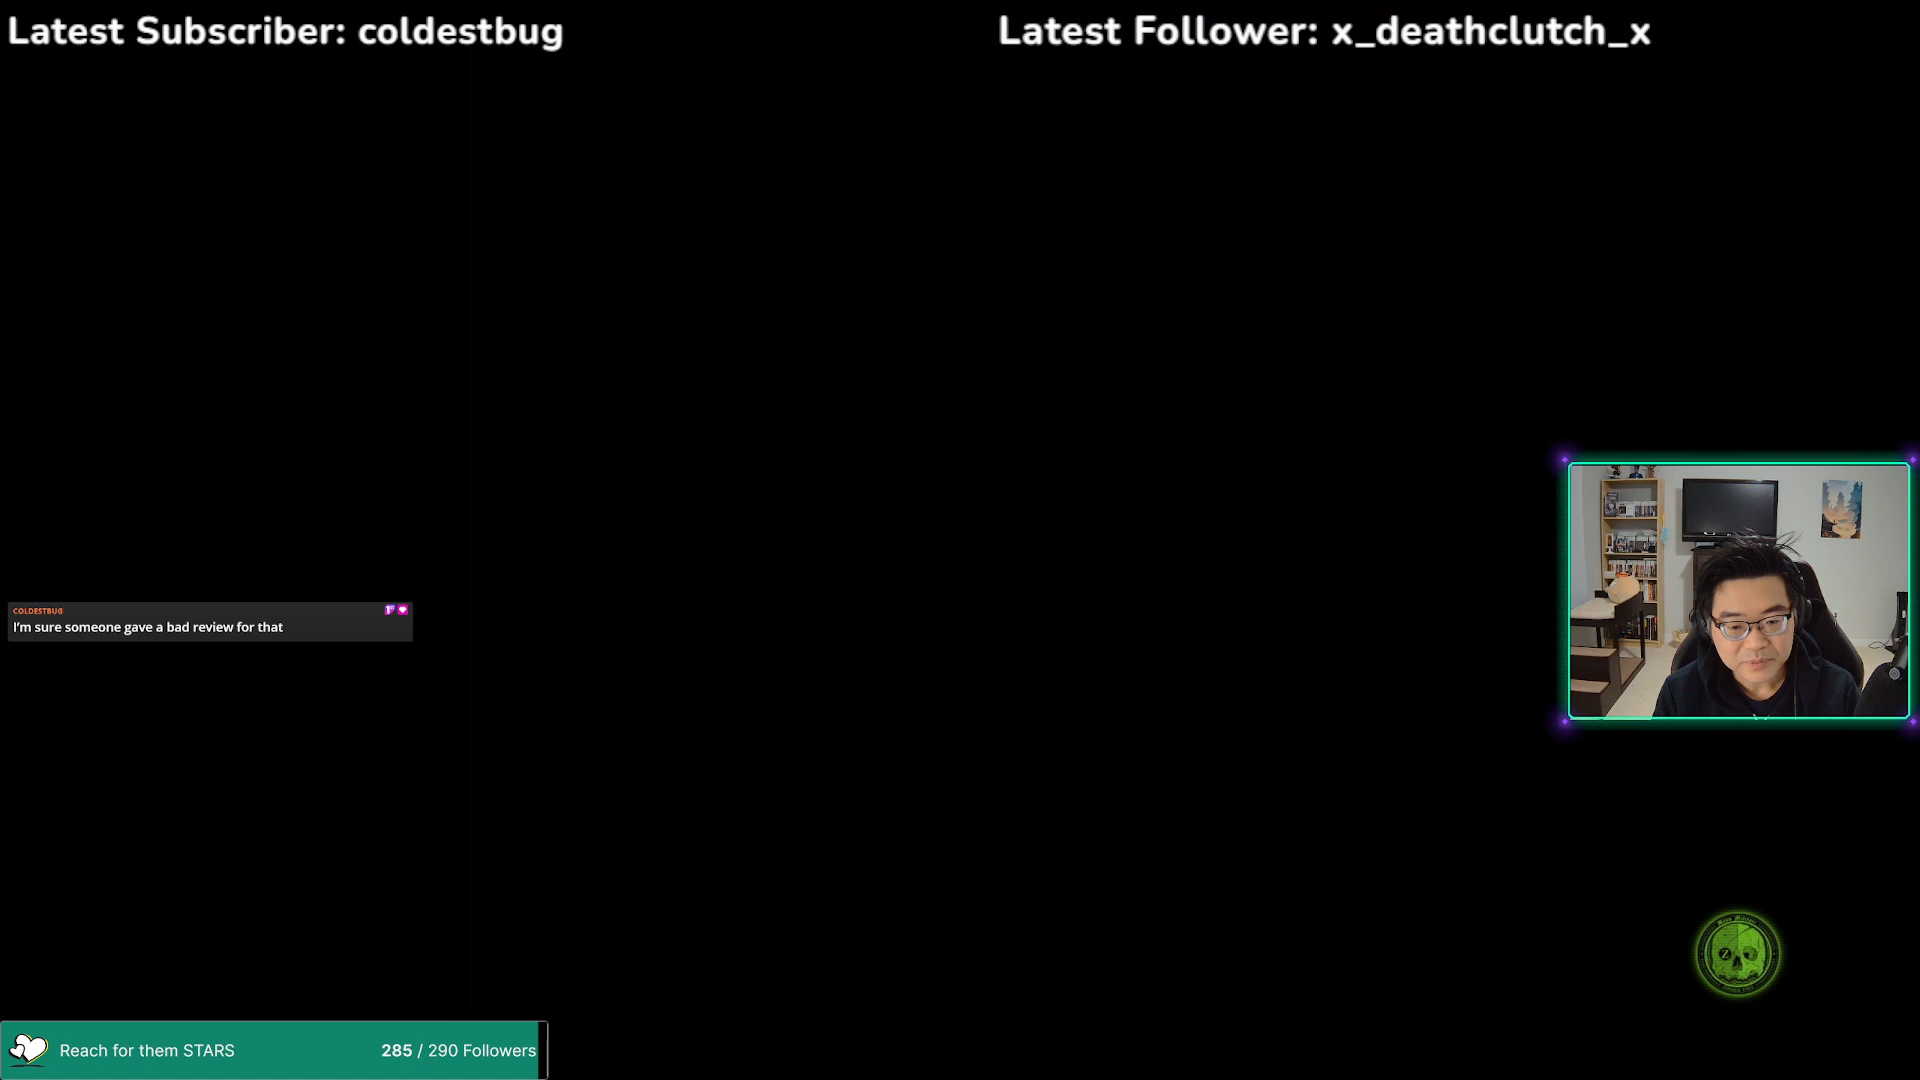 Latest Subscriber: coldestbug
Latest Follower: x_deathclutch_x
COLDESTBUG
I'm sure someone gave a bad review for that
Reach for them STARS
285 / 290 Followers